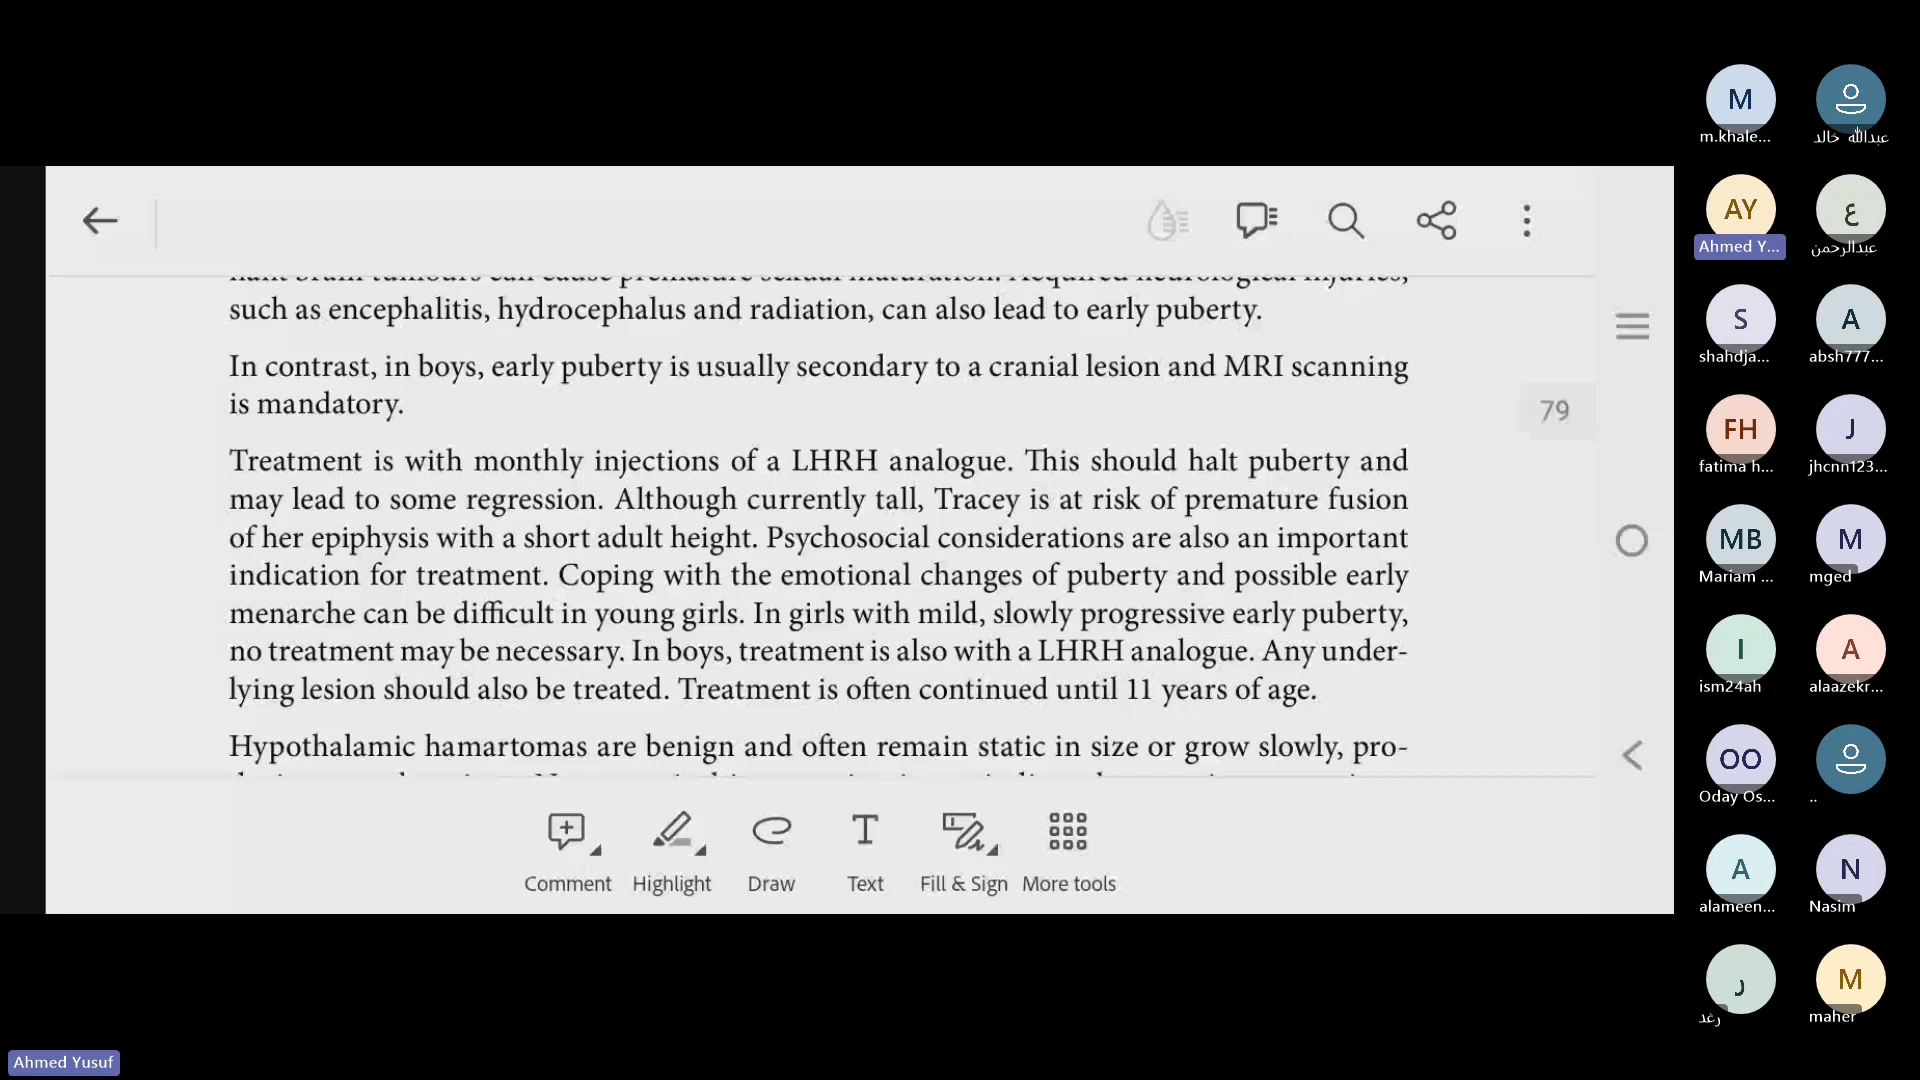 such as encephalitis, hydrocephalus and radiation, can also lead to early puberty.
In contrast, in boys, early puberty is usually secondary to a cranial lesion and MRI scanning
is mandatory.
79
Treatment is with monthly injections of a LHRH analogue. This should halt puberty and
may lead to some regression. Although currently tall, Tracey is at risk of premature fusion
of her epiphysis with a short adult height. Psychosocial considerations are also an important
indication for treatment. Coping with the emotional changes of puberty and possible early
menarche can be difficult in young girls. In girls with mild, slowly progressive early puberty,
no treatment may be necessary. In boys, treatment is also with a LHRH analogue. Any under-
lying lesion should also be treated. Treatment is often continued until 11 years of age.
Hypothalamic hamartomas are benign and often remain static in size or grow slowly, pro-
Comment Highlight Draw Text Fill & Sign More tools
M
m.khale...
عبدالله خالد
AY
Ahmed Y...
ع
عبدالرحمن
S
shahdja...
A
absh777...
FH
fatima h...
J
jhcnn123...
MB
Mariam ...
M
mged
I
ism24ah
A
alaazekr...
OO
Oday Os...
..
A
alameen...
N
Nasim
ر
رغد
M
maher
Ahmed Yusuf